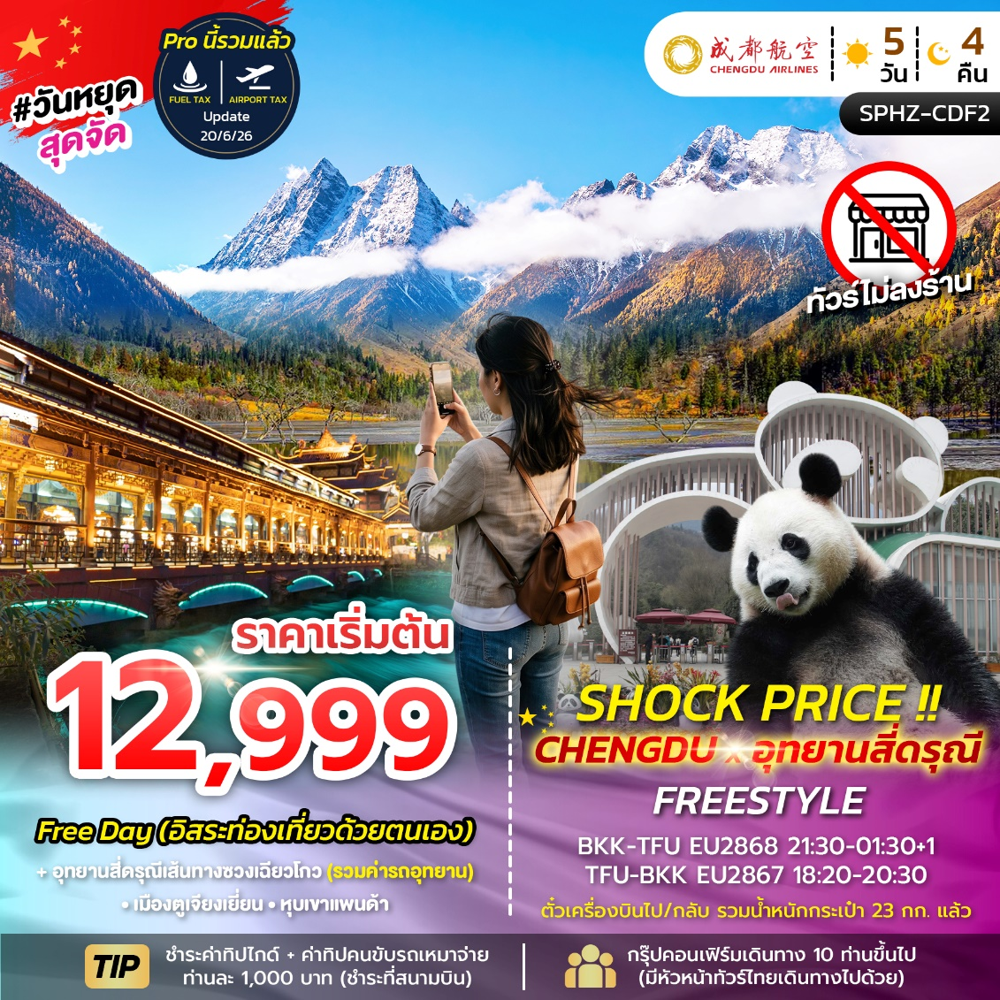 Pro นี้รวมแล้ว
FUEL TAX
AIRPORT TAX
Update
20/6/26
#วันหยุด
สุดจัด
成都航空
CHENGDU AIRLINES
5
วัน
4
คืน
SPHZ-CDF2
ทัวร์ไม่ลงร้าน
ราคาเริ่มต้น
12,999
Free Day (อิสระท่องเที่ยวด้วยตนเอง)
+ อุทยานสี่ดรุณีเส้นทางซวงเฉียวโกว (รวมค่ารถอุทยาน)
• เมืองตูเจียงเยี่ยน • หุบเขาแพนด้า
SHOCK PRICE !!
CHENGDU x อุทยานสี่ดรุณี
FREESTYLE
BKK-TFU EU2868 21:30-01:30+1
TFU-BKK EU2867 18:20-20:30
ตั๋วเครื่องบินไป/กลับ รวมน้ำหนักกระเป๋า 23 กก. แล้ว
TIP
ชำระค่าทิปไกด์ + ค่าทิปคนขับรถเหมาจ่าย
ท่านละ 1,000 บาท (ชำระที่สนามบิน)
กรุ๊ปคอนเฟิร์มเดินทาง 10 ท่านขึ้นไป
(มีหัวหน้าทัวร์ไทยเดินทางไปด้วย)